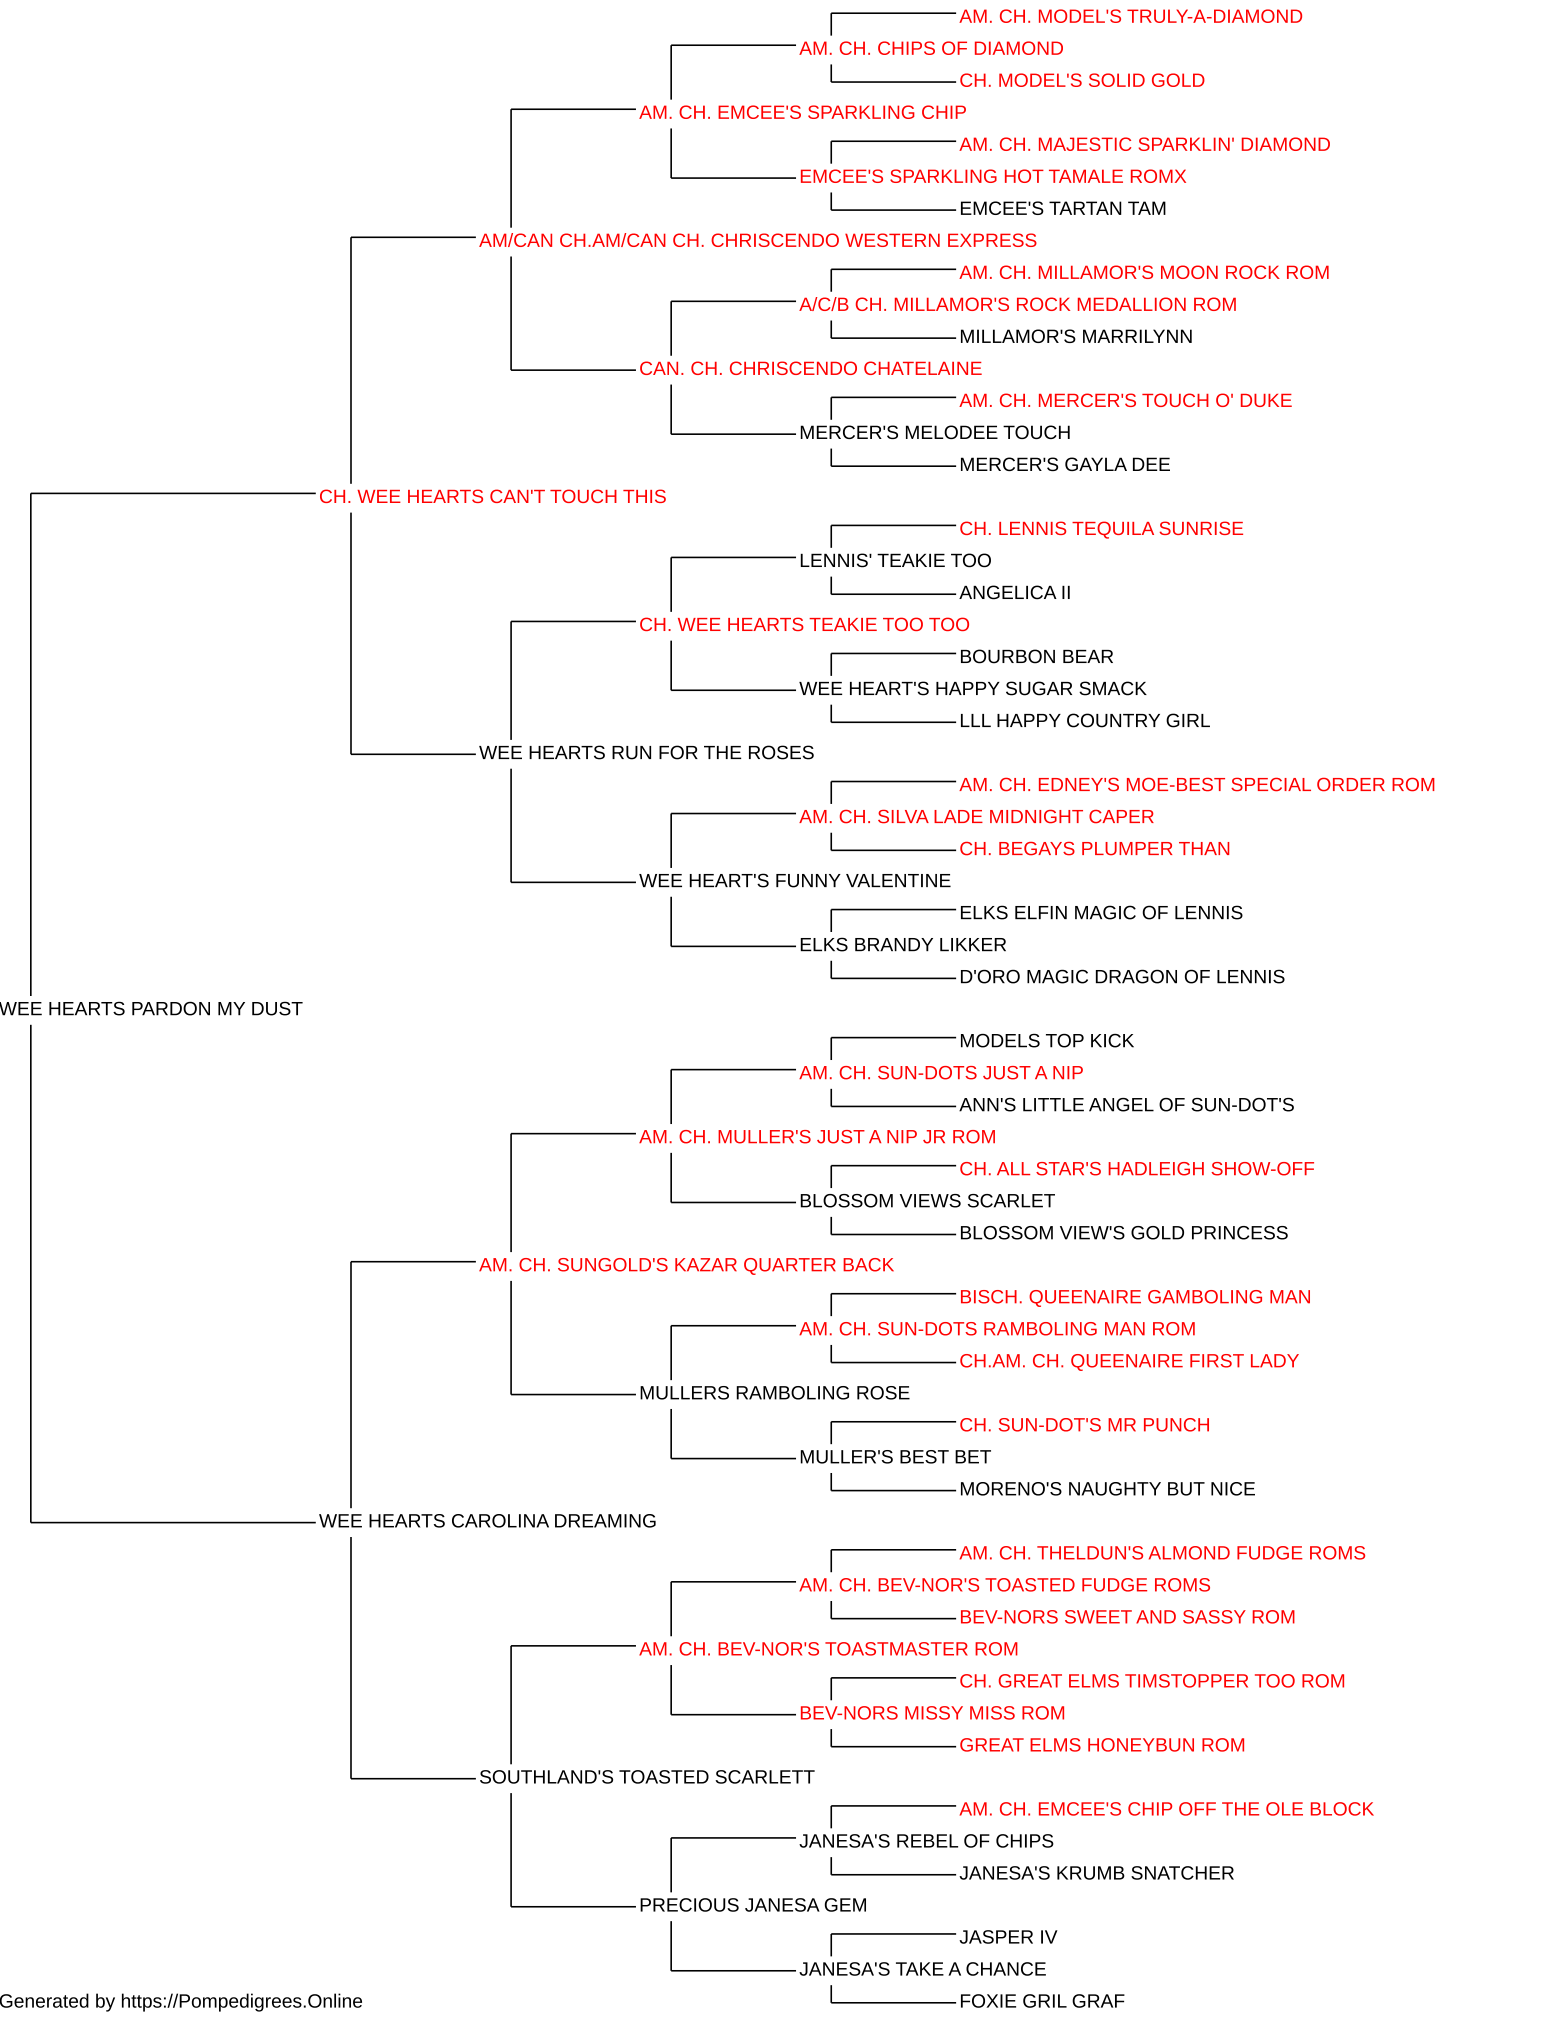 AM. CH. MODEL'S TRULY-A-DIAMOND
AM. CH. CHIPS OF DIAMOND
CH. MODEL'S SOLID GOLD
AM. CH. EMCEE'S SPARKLING CHIP
AM. CH. MAJESTIC SPARKLIN' DIAMOND
EMCEE'S SPARKLING HOT TAMALE ROMX
EMCEE'S TARTAN TAM
AM/CAN CH.AM/CAN CH. CHRISCENDO WESTERN EXPRESS
AM. CH. MILLAMOR'S MOON ROCK ROM
A/C/B CH. MILLAMOR'S ROCK MEDALLION ROM
MILLAMOR'S MARRILYNN
CAN. CH. CHRISCENDO CHATELAINE
AM. CH. MERCER'S TOUCH O' DUKE
MERCER'S MELODEE TOUCH
MERCER'S GAYLA DEE
CH. WEE HEARTS CAN'T TOUCH THIS
CH. LENNIS TEQUILA SUNRISE
LENNIS' TEAKIE TOO
ANGELICA II
CH. WEE HEARTS TEAKIE TOO TOO
BOURBON BEAR
WEE HEART'S HAPPY SUGAR SMACK
LLL HAPPY COUNTRY GIRL
WEE HEARTS RUN FOR THE ROSES
AM. CH. EDNEY'S MOE-BEST SPECIAL ORDER ROM
AM. CH. SILVA LADE MIDNIGHT CAPER
CH. BEGAYS PLUMPER THAN
WEE HEART'S FUNNY VALENTINE
ELKS ELFIN MAGIC OF LENNIS
ELKS BRANDY LIKKER
D'ORO MAGIC DRAGON OF LENNIS
WEE HEARTS PARDON MY DUST
MODELS TOP KICK
AM. CH. SUN-DOTS JUST A NIP
ANN'S LITTLE ANGEL OF SUN-DOT'S
AM. CH. MULLER'S JUST A NIP JR ROM
CH. ALL STAR'S HADLEIGH SHOW-OFF
BLOSSOM VIEWS SCARLET
BLOSSOM VIEW'S GOLD PRINCESS
AM. CH. SUNGOLD'S KAZAR QUARTER BACK
BISCH. QUEENAIRE GAMBOLING MAN
AM. CH. SUN-DOTS RAMBOLING MAN ROM
CH.AM. CH. QUEENAIRE FIRST LADY
MULLERS RAMBOLING ROSE
CH. SUN-DOT'S MR PUNCH
MULLER'S BEST BET
MORENO'S NAUGHTY BUT NICE
WEE HEARTS CAROLINA DREAMING
AM. CH. THELDUN'S ALMOND FUDGE ROMS
AM. CH. BEV-NOR'S TOASTED FUDGE ROMS
BEV-NORS SWEET AND SASSY ROM
AM. CH. BEV-NOR'S TOASTMASTER ROM
CH. GREAT ELMS TIMSTOPPER TOO ROM
BEV-NORS MISSY MISS ROM
GREAT ELMS HONEYBUN ROM
SOUTHLAND'S TOASTED SCARLETT
AM. CH. EMCEE'S CHIP OFF THE OLE BLOCK
JANESA'S REBEL OF CHIPS
JANESA'S KRUMB SNATCHER
PRECIOUS JANESA GEM
JASPER IV
JANESA'S TAKE A CHANCE
FOXIE GRIL GRAF
Generated by https://Pompedigrees.Online